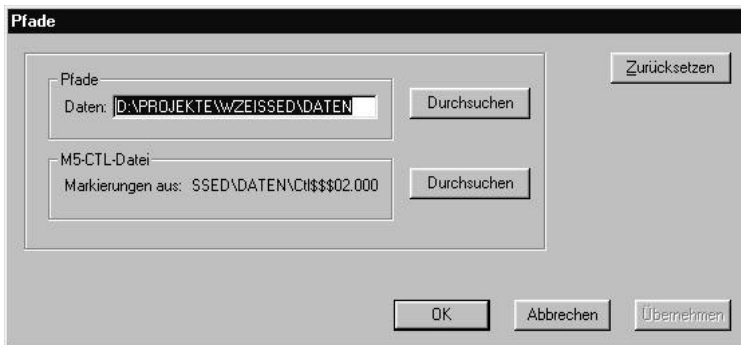 Pfade
Zurücksetzen
Pfade
Daten: D:\PROJEKTE\WZEISSED\DATEN
Durchsuchen
M5-CTL-Datei
Markierungen aus: SSED\DATEN\Ctl$$$02.000
Durchsuchen
OK
Abbrechen
Übernehmen